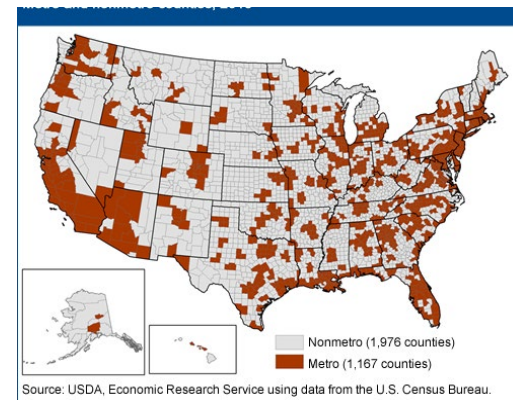 Nonmetro (1,976 counties)
Metro (1,167 counties)
Source: USDA, Economic Research Service using data from the U.S. Census Bureau.